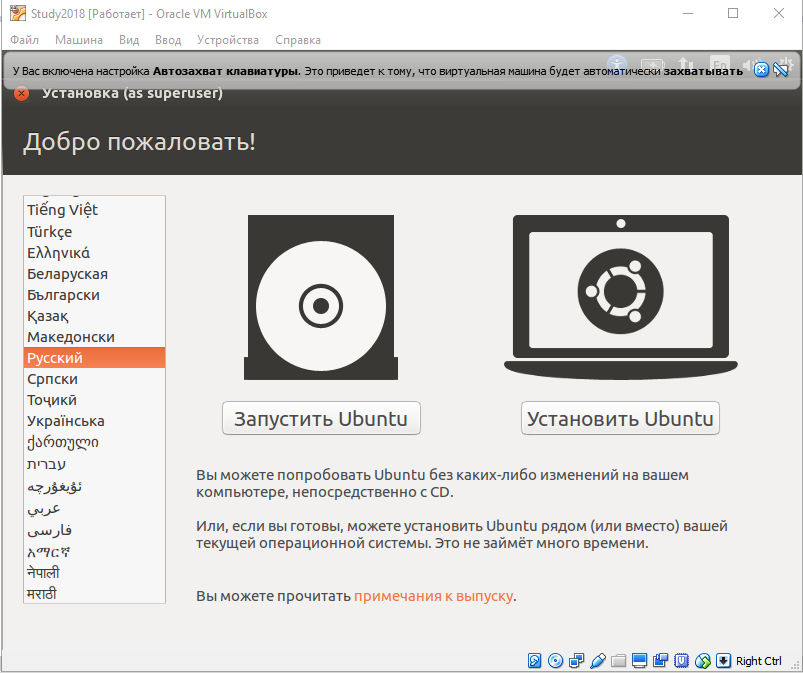 Study2018 [Работает] - Oracle VM VirtualBox
Файл Машина Вид Ввод Устройства Справка
У Вас включена настройка Автозахват клавиатуры. Это приведет к тому, что виртуальная машина будет автоматически захватывать
Установка (as superuser)
Добро пожаловать!
Tiếng Việt
Türkçe
Ελληνικά
Беларуская
Български
Қазақ
Македонски
Русский
Српски
Тоҷикӣ
Українська
ქართული
עברית
ئۇيغۇرچە
عربي
فارسی
አማርኛ
नेपाली
मराठी
Запустить Ubuntu
Установить Ubuntu
Вы можете попробовать Ubuntu без каких-либо изменений на вашем
компьютере, непосредственно с CD.
Или, если вы готовы, можете установить Ubuntu рядом (или вместо) вашей
текущей операционной системы. Это не займёт много времени.
Вы можете прочитать примечания к выпуску.
Right Ctrl